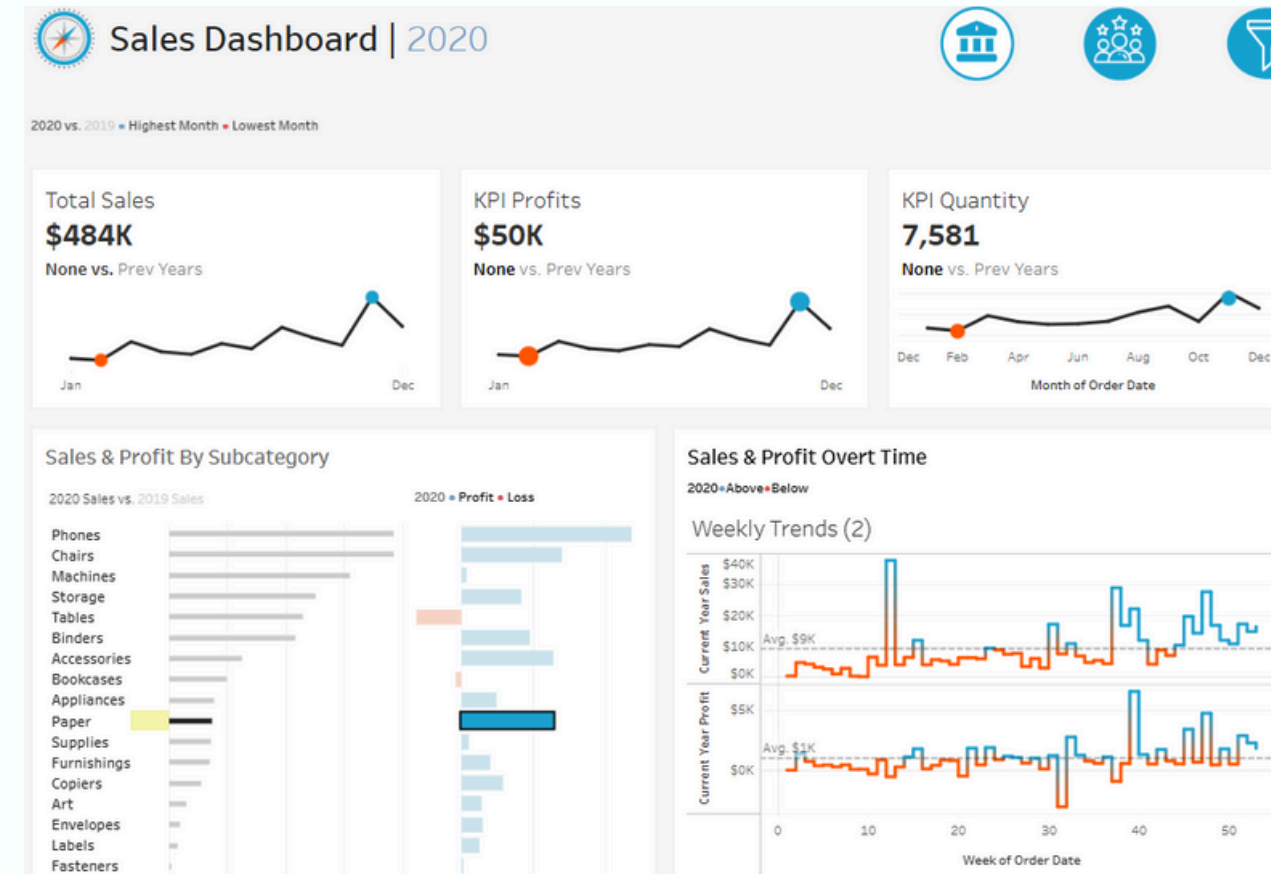 Sales Dashboard | 2020
2020 vs. 2019 • Highest Month • Lowest Month
Total Sales
$484K
None vs. Prev Years
Jan
Dec
KPI Profits
$50K
None vs. Prev Years
Jan
Dec
KPI Quantity
7,581
None vs. Prev Years
Dec Feb Apr Jun Aug Oct Dec
Month of Order Date
Sales & Profit By Subcategory
2020 Sales vs. 2019 Sales
2020 • Profit • Loss
Phones
Chairs
Machines
Storage
Tables
Binders
Accessories
Bookcases
Appliances
Paper
Supplies
Furnishings
Copiers
Art
Envelopes
Labels
Fasteners
Sales & Profit Overt Time
2020•Above•Below
Weekly Trends (2)
Current Year Sales
$40K
$30K
$20K
$10K
$0K
Avg. $9K
Current Year Profit
$5K
$0K
Avg. $1K
0 10 20 30 40 50
Week of Order Date